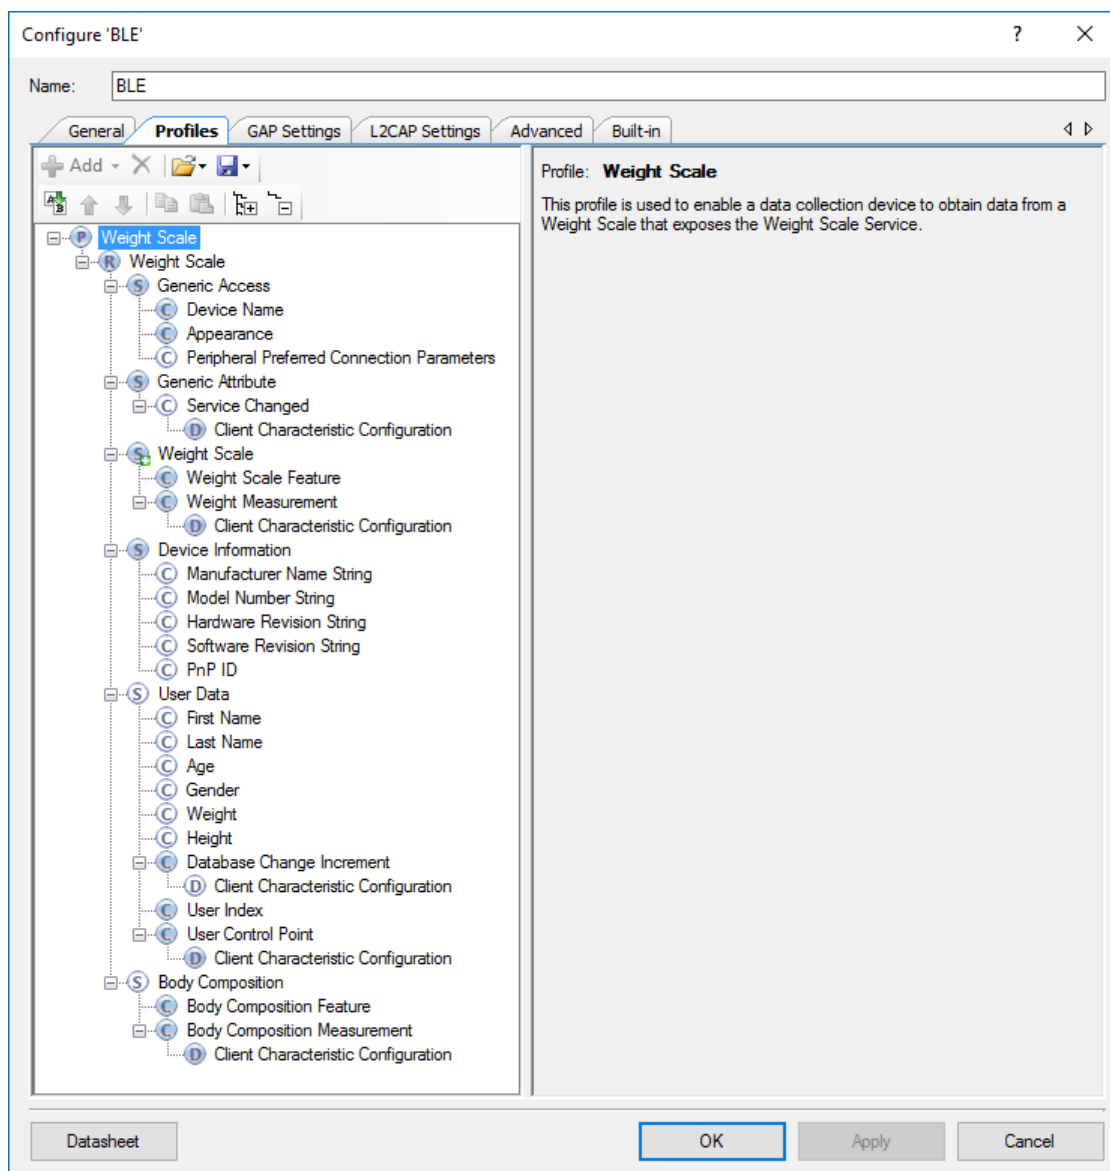 Configure 'BLE'
?
Name: BLE
General Profiles GAP Settings L2CAP Settings Advanced Built-in
Add
Profile: Weight Scale
This profile is used to enable a data collection device to obtain data from a
Weight Scale that exposes the Weight Scale Service.
P Weight Scale
R Weight Scale
S Generic Access
C Device Name
C Appearance
C Peripheral Preferred Connection Parameters
S Generic Attribute
C Service Changed
D Client Characteristic Configuration
S Weight Scale
C Weight Scale Feature
C Weight Measurement
D Client Characteristic Configuration
S Device Information
C Manufacturer Name String
C Model Number String
C Hardware Revision String
C Software Revision String
C PnP ID
S User Data
C First Name
C Last Name
C Age
C Gender
C Weight
C Height
C Database Change Increment
D Client Characteristic Configuration
C User Index
C User Control Point
D Client Characteristic Configuration
S Body Composition
C Body Composition Feature
C Body Composition Measurement
D Client Characteristic Configuration
Datasheet OK Apply Cancel